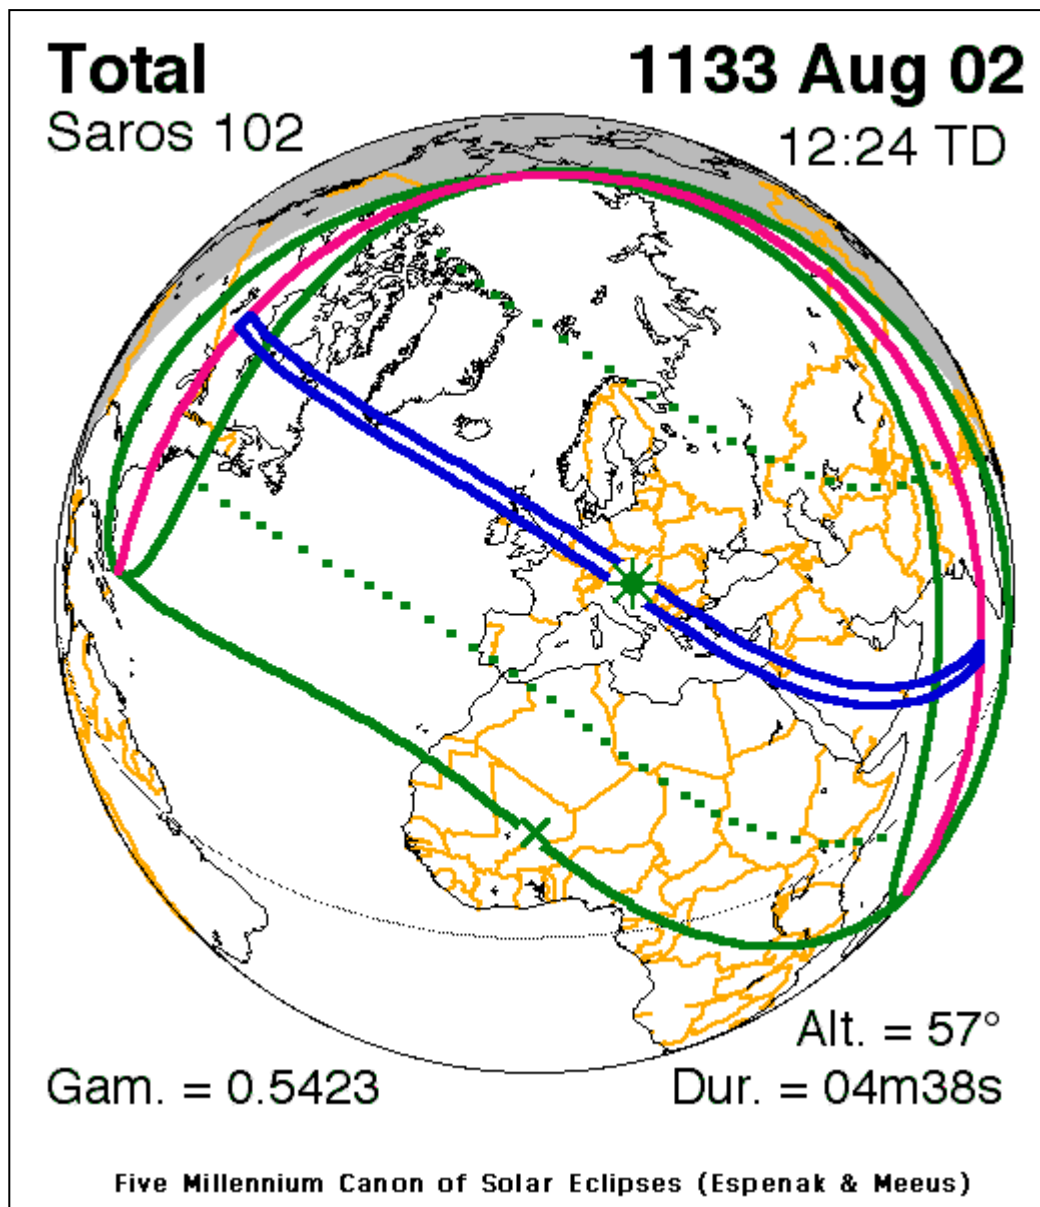 Total 1133 Aug 02
Saros 102 12:24 TD
Alt. = 57°
Gam. = 0.5423 Dur. = 04m38s
Five Millennium Canon of Solar Eclipses (Espenak & Meeus)